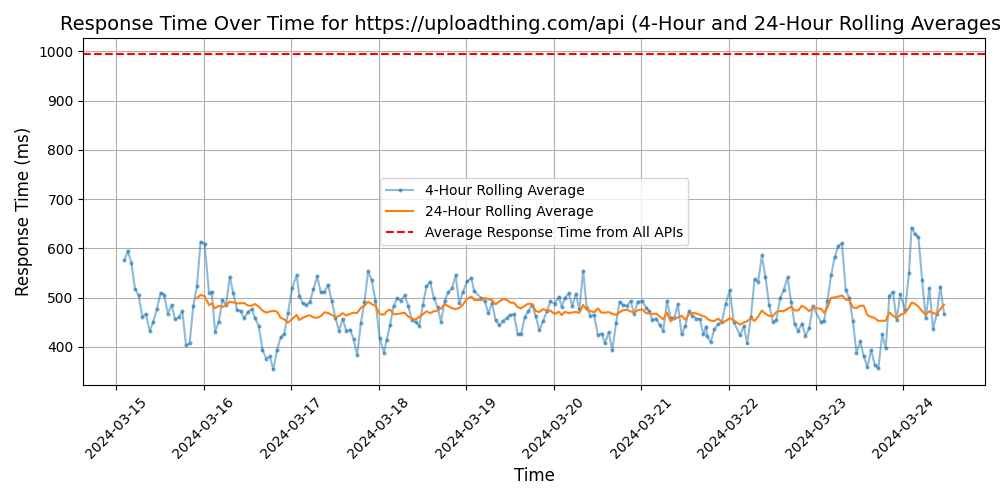 Response Time Over Time for https://uploadthing.com/api (4-Hour and 24-Hour Rolling Averages
1000
900
800
700
600
500
400
Response Time (ms)
4-Hour Rolling Average
24-Hour Rolling Average
Average Response Time from All APIs
2024-03-15
2024-03-16
2024-03-17
2024-03-18
2024-03-19
2024-03-20
2024-03-21
2024-03-22
2024-03-23
2024-03-24
Time